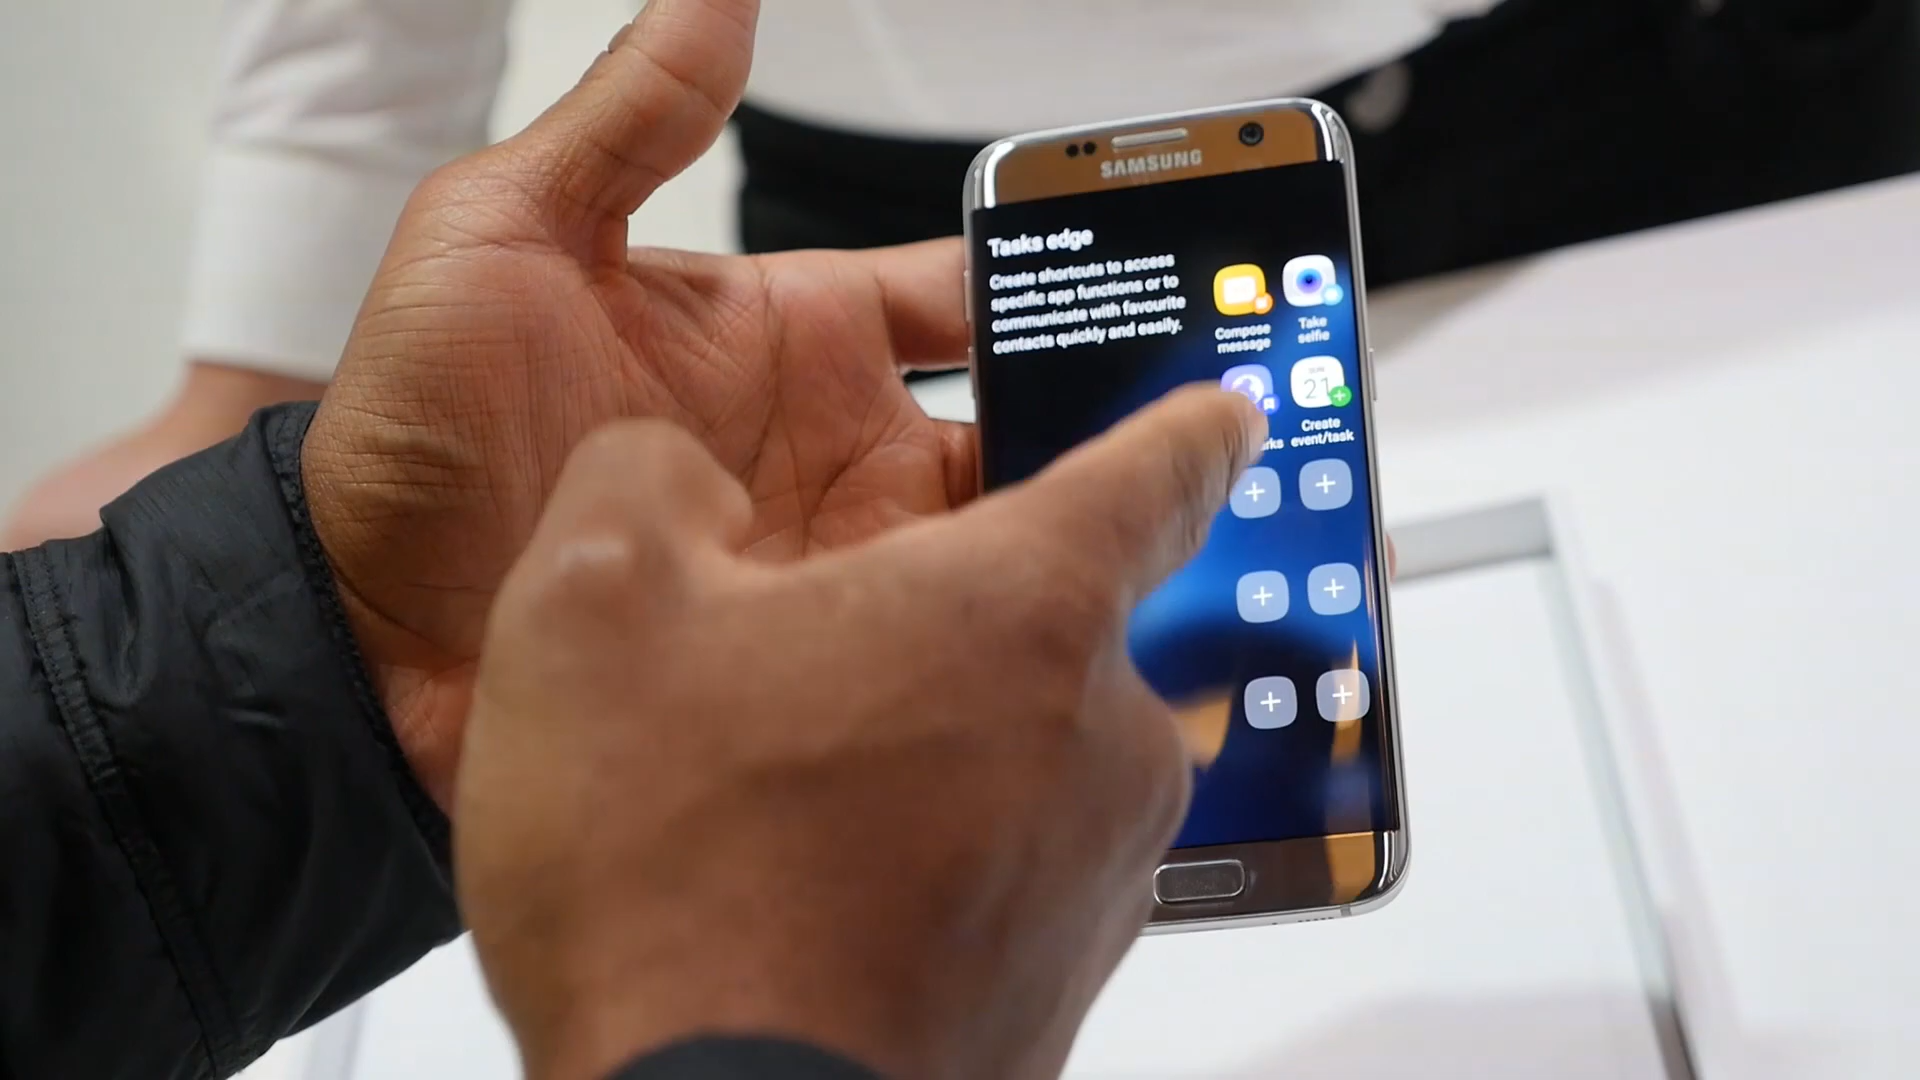 SAMSUNG
Tasks edge
Create shortcuts to access
specific app functions or to
communicate with favourite
contacts quickly and easily.
Compose
message
Take
selfie
21
Create
event/task